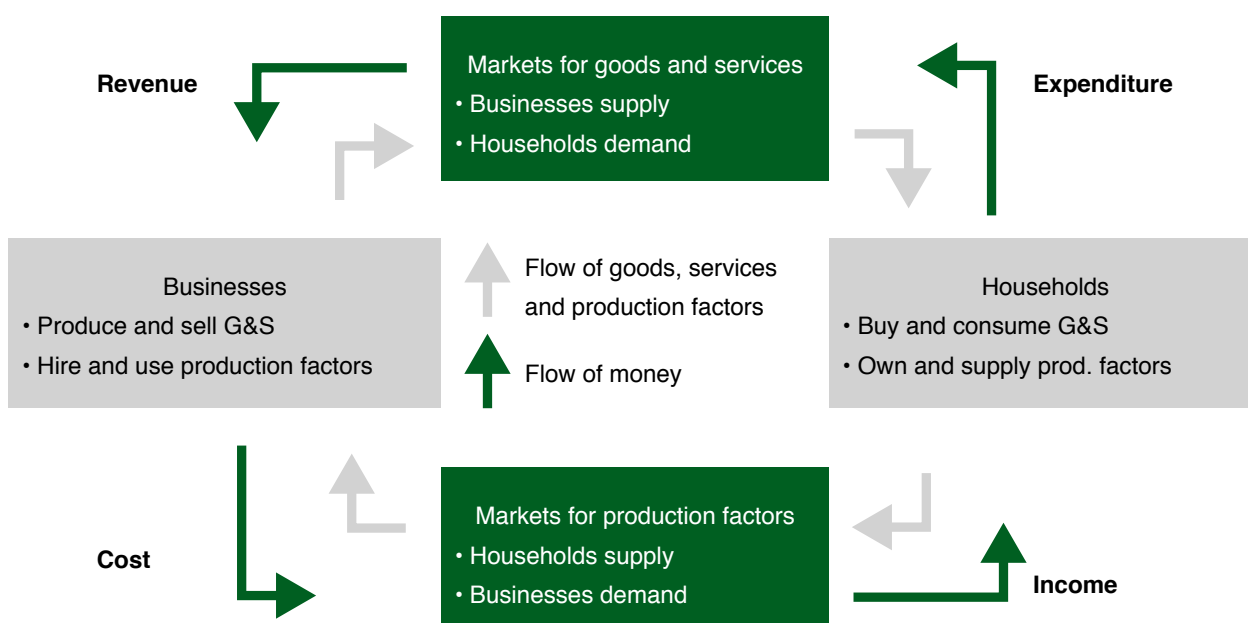 Revenue
Markets for goods and services
• Businesses supply
• Households demand
Expenditure
Businesses
• Produce and sell G&S
• Hire and use production factors
Flow of goods, services
and production factors
Flow of money
Households
• Buy and consume G&S
• Own and supply prod. factors
Cost
Markets for production factors
• Households supply
• Businesses demand
Income